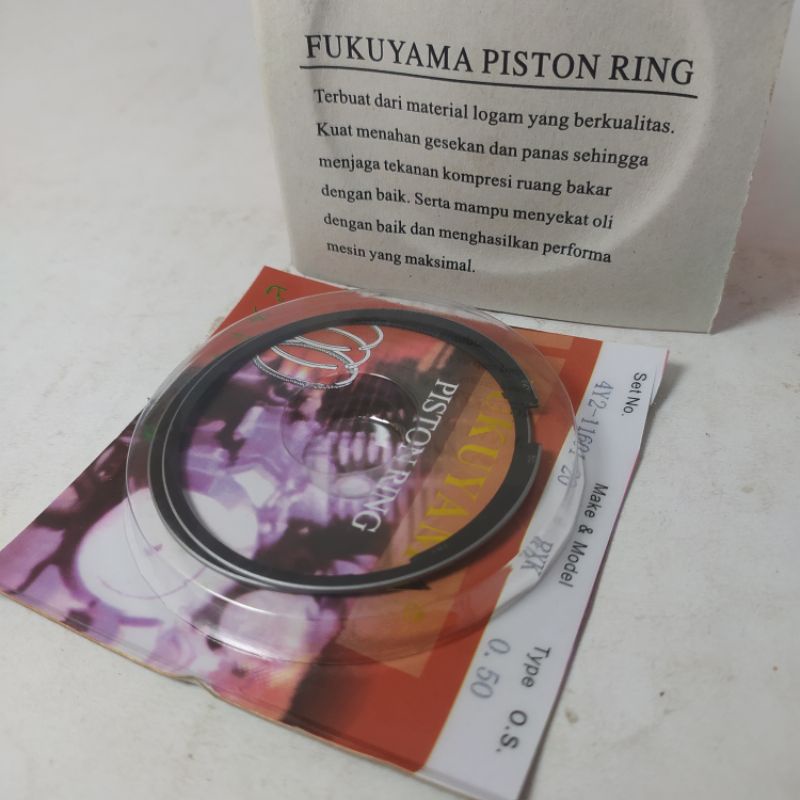 FUKUYAMA PISTON RING
Terbuat dari material logam yang berkualitas.
Kuat menahan gesekan dan panas sehingga
menjaga tekanan kompresi ruang bakar
dengan baik. Serta mampu menyekat oli
dengan baik dan menghasilkan performa
mesin yang maksimal.
PISTON RING
Set No.
Make & Model
RXK
Type O.S.
0.50